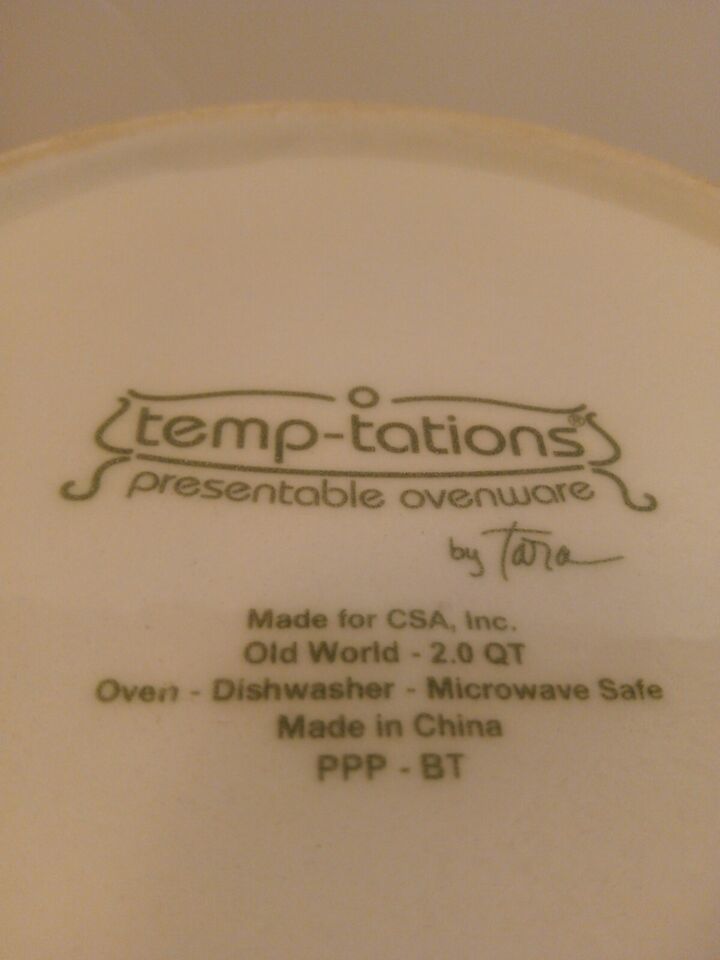 temp-tations®
presentable ovenware
by Tara
Made for CSA, Inc.
Old World - 2.0 QT
Oven - Dishwasher - Microwave Safe
Made in China
PPP - BT